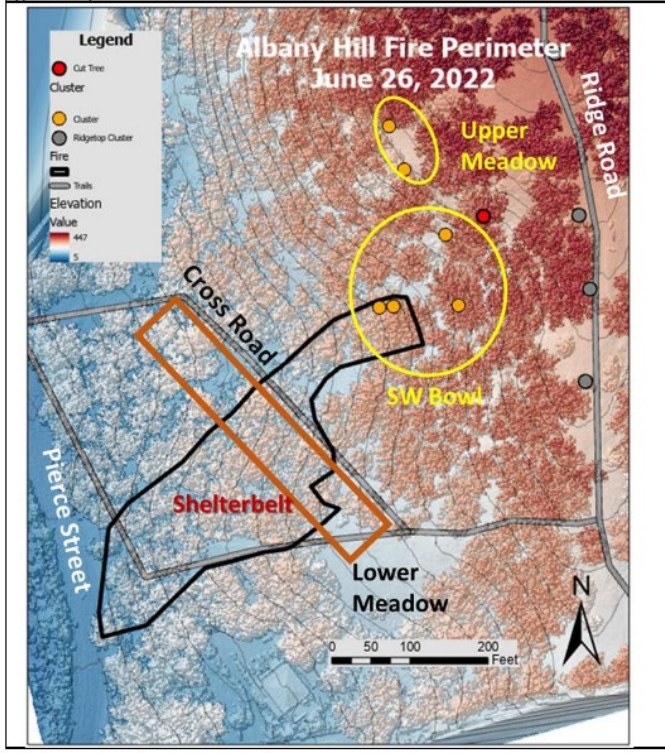 Legend
Cut Tree
Cluster
Cluster
Ridgetop Cluster
Fire
Trails
Elevation
Value
447
5
Albany Hill Fire Perimeter
June 26, 2022
Upper
Meadow
Ridge Road
Cross Road
SW Bowl
Pierce Street
Shelterbelt
Lower
Meadow
N
0 50 100 200
Feet